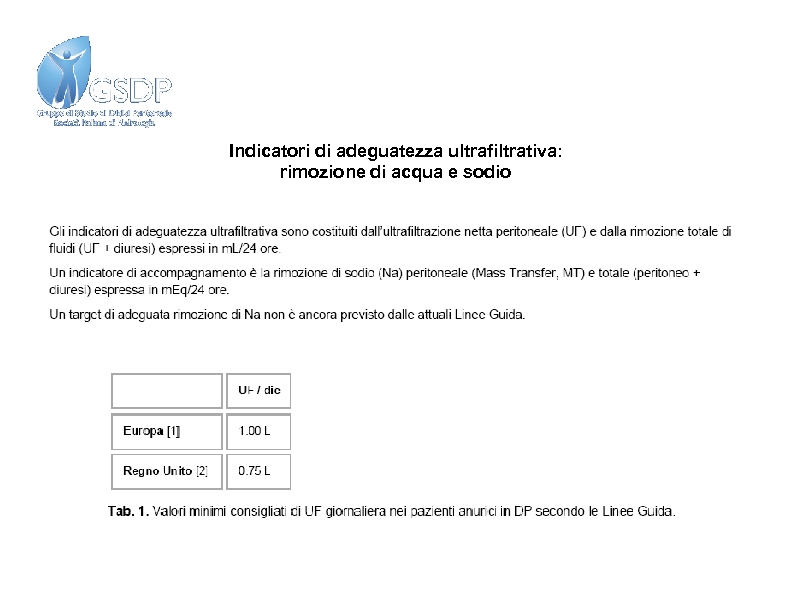 GSDP
Gruppo di Studio di Dialisi Peritoneale
Società Italiana di Nefrologia
Indicatori di adeguatezza ultrafiltrativa:
rimozione di acqua e sodio
Gli indicatori di adeguatezza ultrafiltrativa sono costituiti dall'ultrafiltrazione netta peritoneale (UF) e dalla rimozione totale di
fluidi (UF + diuresi) espressi in mL/24 ore.
Un indicatore di accompagnamento è la rimozione di sodio (Na) peritoneale (Mass Transfer, MT) e totale (peritoneo +
diuresi) espressa in mEq/24 ore.
Un target di adeguata rimozione di Na non è ancora previsto dalle attuali Linee Guida.
UF / die
Europa [1] 1.00 L
Regno Unito [2] 0.75 L
Tab. 1. Valori minimi consigliati di UF giornaliera nei pazienti anurici in DP secondo le Linee Guida.